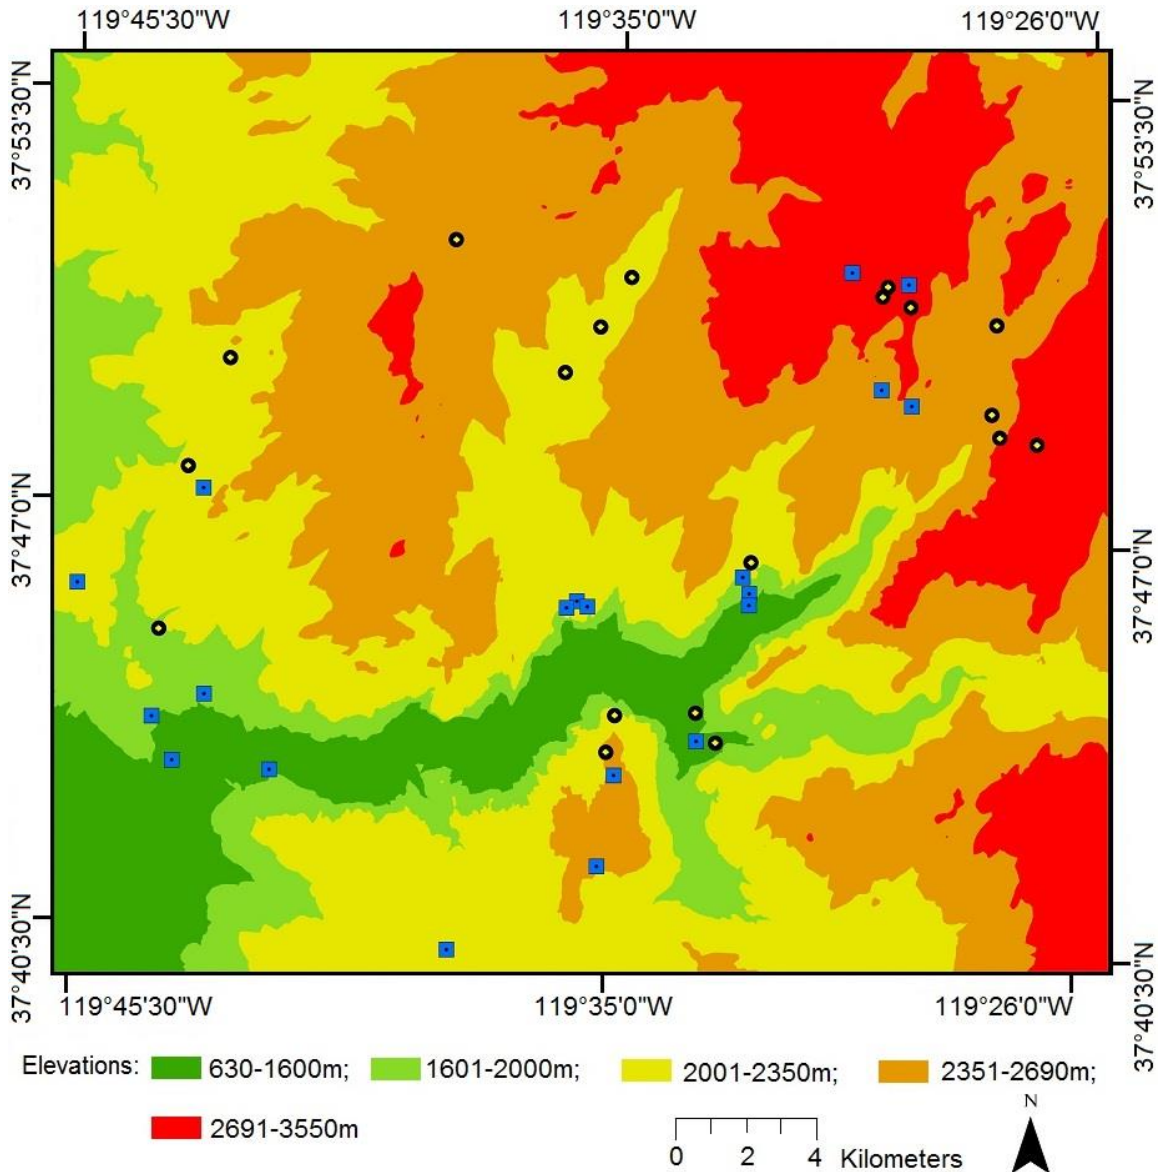 119°45'30"W 119°35'0"W 119°26'0"W
37°53'30"N
37°53'30"N
37°47'0"N
37°47'0"N
37°40'30"N
37°40'30"N
119°45'30"W 119°35'0"W 119°26'0"W
Elevations: 630-1600m; 1601-2000m; 2001-2350m; 2351-2690m;
2691-3550m
N
0 2 4 Kilometers